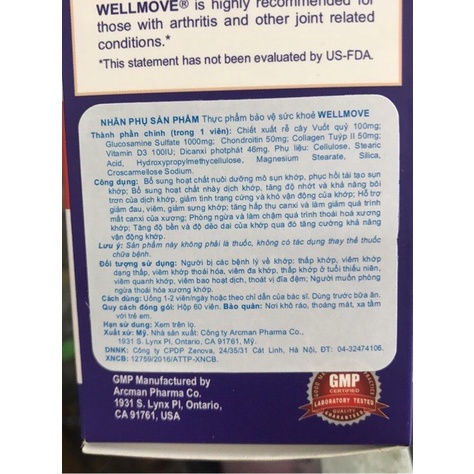 WELLMOVE® is highly recommended for
those with arthritis and other joint related
conditions.*
*This statement has not been evaluated by US-FDA.
NHÃN PHỤ SẢN PHẨM Thực phẩm bảo vệ sức khoẻ WELLMOVE
Thành phần chính (trong 1 viên): Chiết xuất rễ cây Vuốt quỷ 100mg;
Glucosamine Sulfate 1000mg; Chondroitin 50mg; Collagen Tuýp II 50mg;
Vitamin D3 100IU; Dicanxi photphat 46mg. Phụ liệu: Cellulose, Stearic
Acid, Hydroxypropylmethycellulose, Magnesium Stearate, Silica,
Croscarmellose Sodium.
Công dụng: Bổ sung hoạt chất nuôi dưỡng mô sụn khớp, phục hồi tái tạo sụn
khớp; Bổ sung hoạt chất nhày dịch khớp, tăng độ nhớt và khả năng bôi
trơn của dịch khớp, giảm tình trạng cứng và khó vận động của khớp; Hỗ trợ
giảm đau, viêm, giảm sưng khớp; tăng hấp thu canxi và làm giảm quá trình
mất canxi của xương; Phòng ngừa và làm chậm quá trình thoái hoá xương
khớp; Tăng độ bền và độ dẻo dai của khớp qua đó tăng cường khả năng
vận động khớp.
Lưu ý: Sản phẩm này không phải là thuốc, không có tác dụng thay thế thuốc
chữa bệnh.
Đối tượng sử dụng: Người bị các bệnh lý về khớp: thấp khớp, viêm khớp
dạng thấp, viêm khớp thoái hóa, viêm đa khớp, thấp khớp ở tuổi thiếu niên,
viêm quanh khớp, viêm bao hoạt dịch, thoát vị đĩa đệm; Người muốn phòng
ngừa thoái hóa xương khớp.
Cách dùng: Uống 1-2 viên/ngày hoặc theo chỉ dẫn của bác sĩ. Dùng trước bữa ăn.
Quy cách đóng gói: Hộp 60 viên. Bảo quản: Nơi khô ráo, thoáng mát, xa tầm
với trẻ em.
Hạn sử dụng: Xem trên lọ.
Xuất xứ: Mỹ. Nhà sản xuất: Công ty Arcman Pharma Co.,
1931 S. Lynx Pl, Ontario, CA 91761, USA.
DNNK: Công ty CPDP Zenova, 24/35/31 Cát Linh, Hà Nội, ĐT: 04-32474106.
XNCB: 12759/2016/ATTP-XNCB.
GMP Manufactured by
Arcman Pharma Co.
1931 S. Lynx Pl, Ontario,
CA 91761, USA
GMP
CERTIFIED
LABORATORY TESTED
QUALITY
GUARANTEED